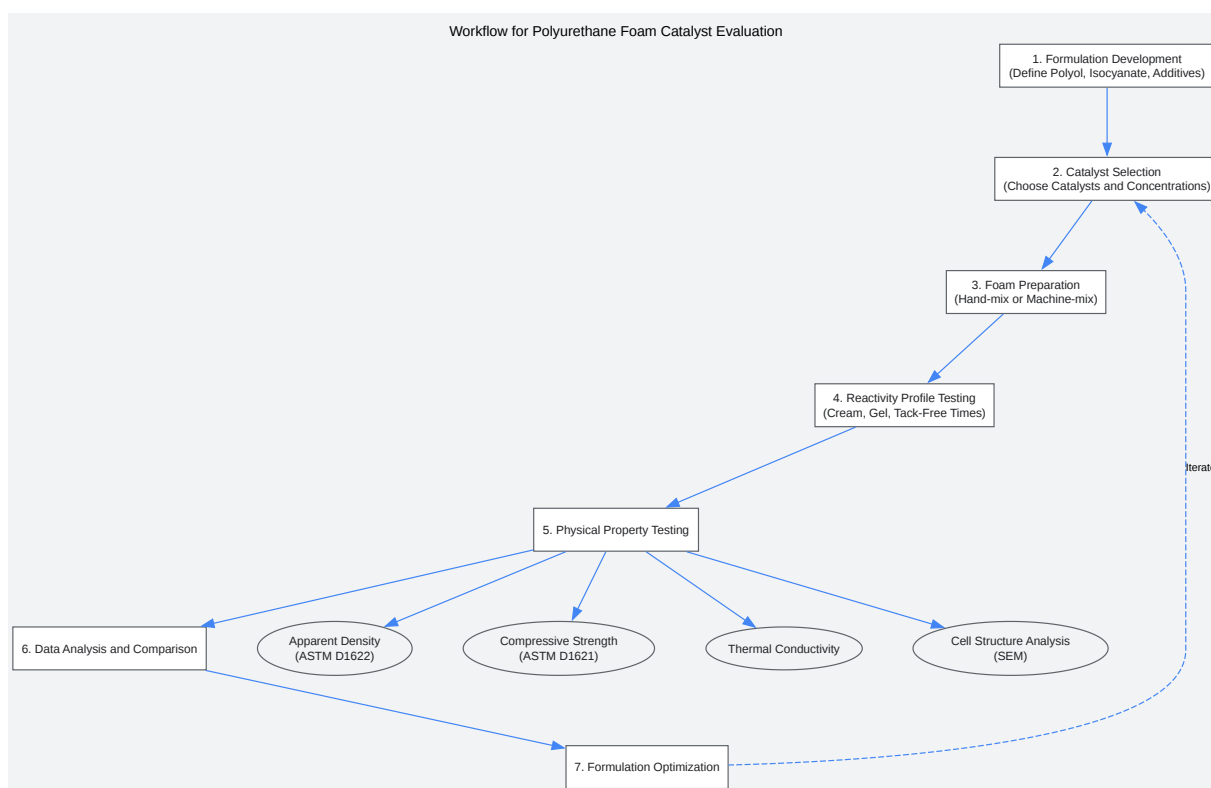 Workflow for Polyurethane Foam Catalyst Evaluation
1. Formulation Development
(Define Polyol, Isocyanate, Additives)
2. Catalyst Selection
(Choose Catalysts and Concentrations)
3. Foam Preparation
(Hand-mix or Machine-mix)
4. Reactivity Profile Testing
(Cream, Gel, Tack-Free Times)
Iterat
5. Physical Property Testing
6. Data Analysis and Comparison
Apparent Density
(ASTM D1622)
Compressive Strength
(ASTM D1621)
Thermal Conductivity
Cell Structure Analysis
(SEM)
7. Formulation Optimization